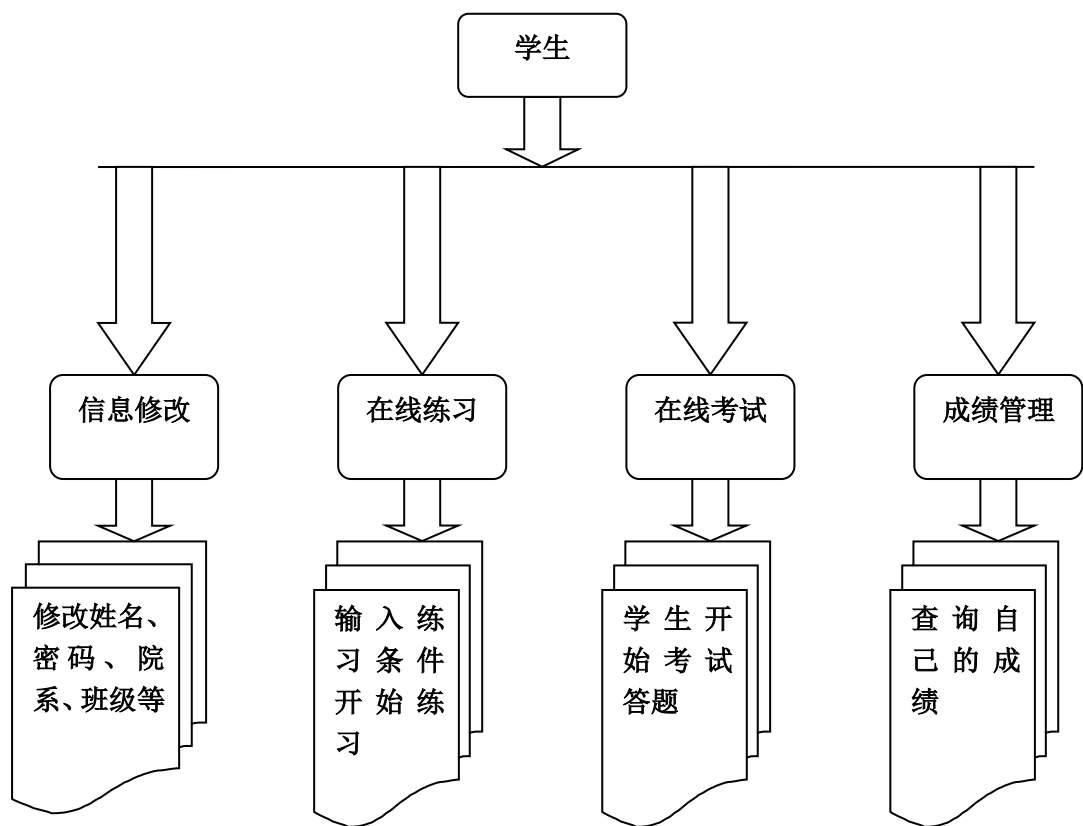 学生
信息修改
在线练习
在线考试
成绩管理
修改姓名、
密码、院
系、班级等
输入练
习条件
开始练
习
学生开
始考试
答题
查询自
己的成
绩